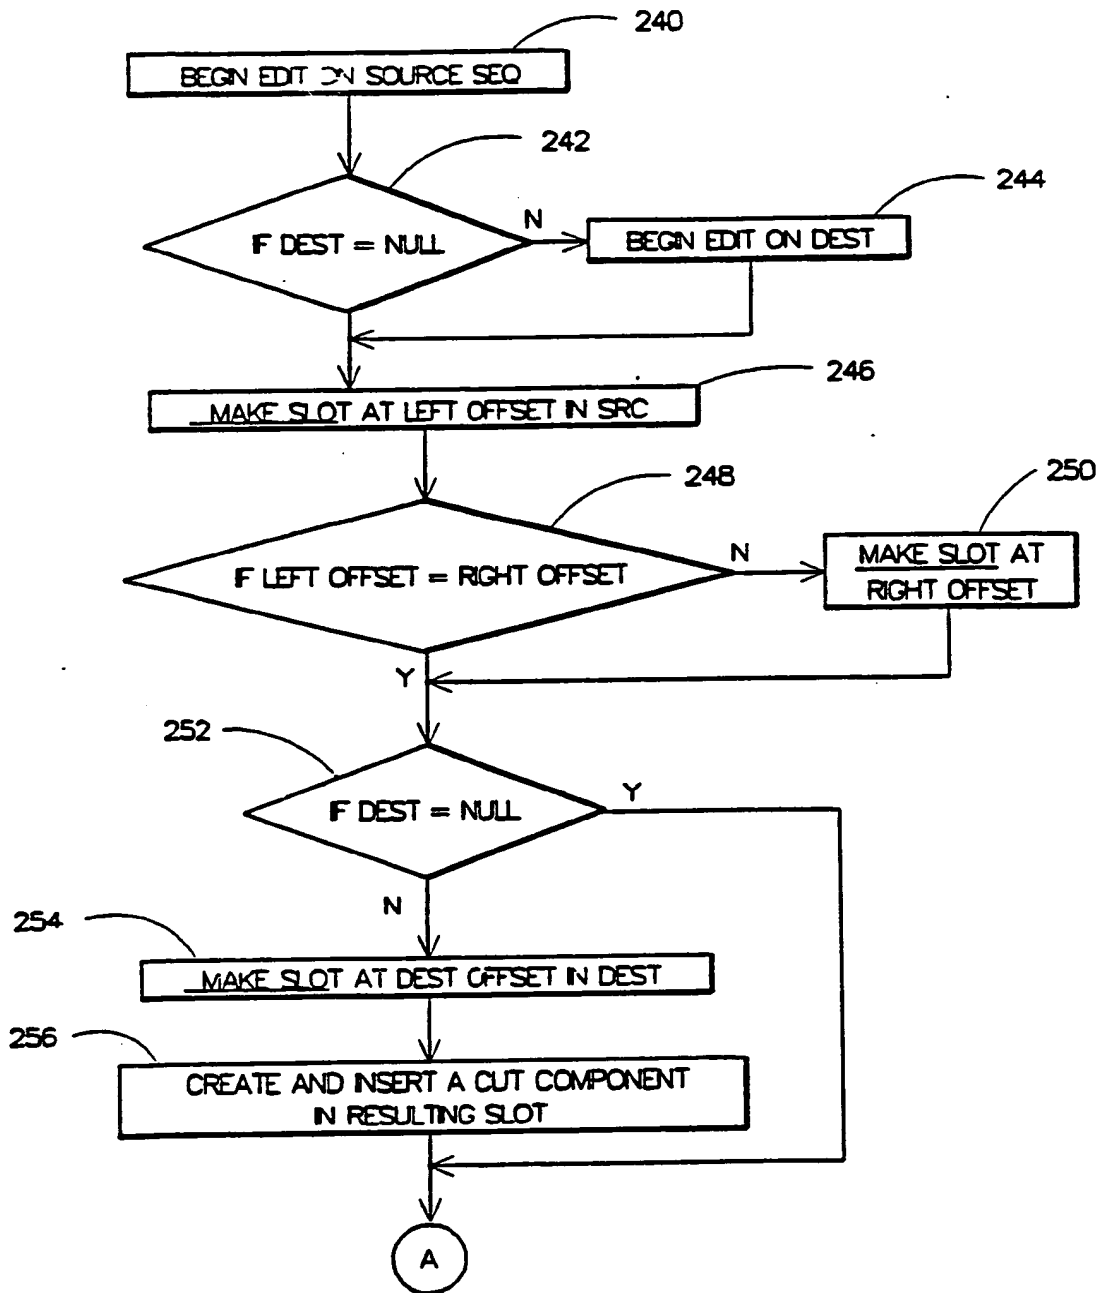 240
BEGIN EDIT ON SOURCE SEQ
242
IF DEST = NULL
N
244
BEGIN EDIT ON DEST
246
MAKE SLOT AT LEFT OFFSET IN SRC
248
IF LEFT OFFSET = RIGHT OFFSET
N
250
MAKE SLOT AT
RIGHT OFFSET
Y
252
IF DEST = NULL
Y
N
254
MAKE SLOT AT DEST OFFSET IN DEST
256
CREATE AND INSERT A CUT COMPONENT
IN RESULTING SLOT
A